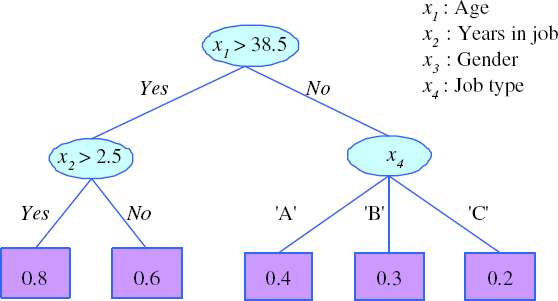 x1 : Age
x2 : Years in job
x3 : Gender
x4 : Job type
x1 > 38.5
Yes
No
x2 > 2.5
x4
Yes
No
'A'
'B'
'C'
0.8
0.6
0.4
0.3
0.2